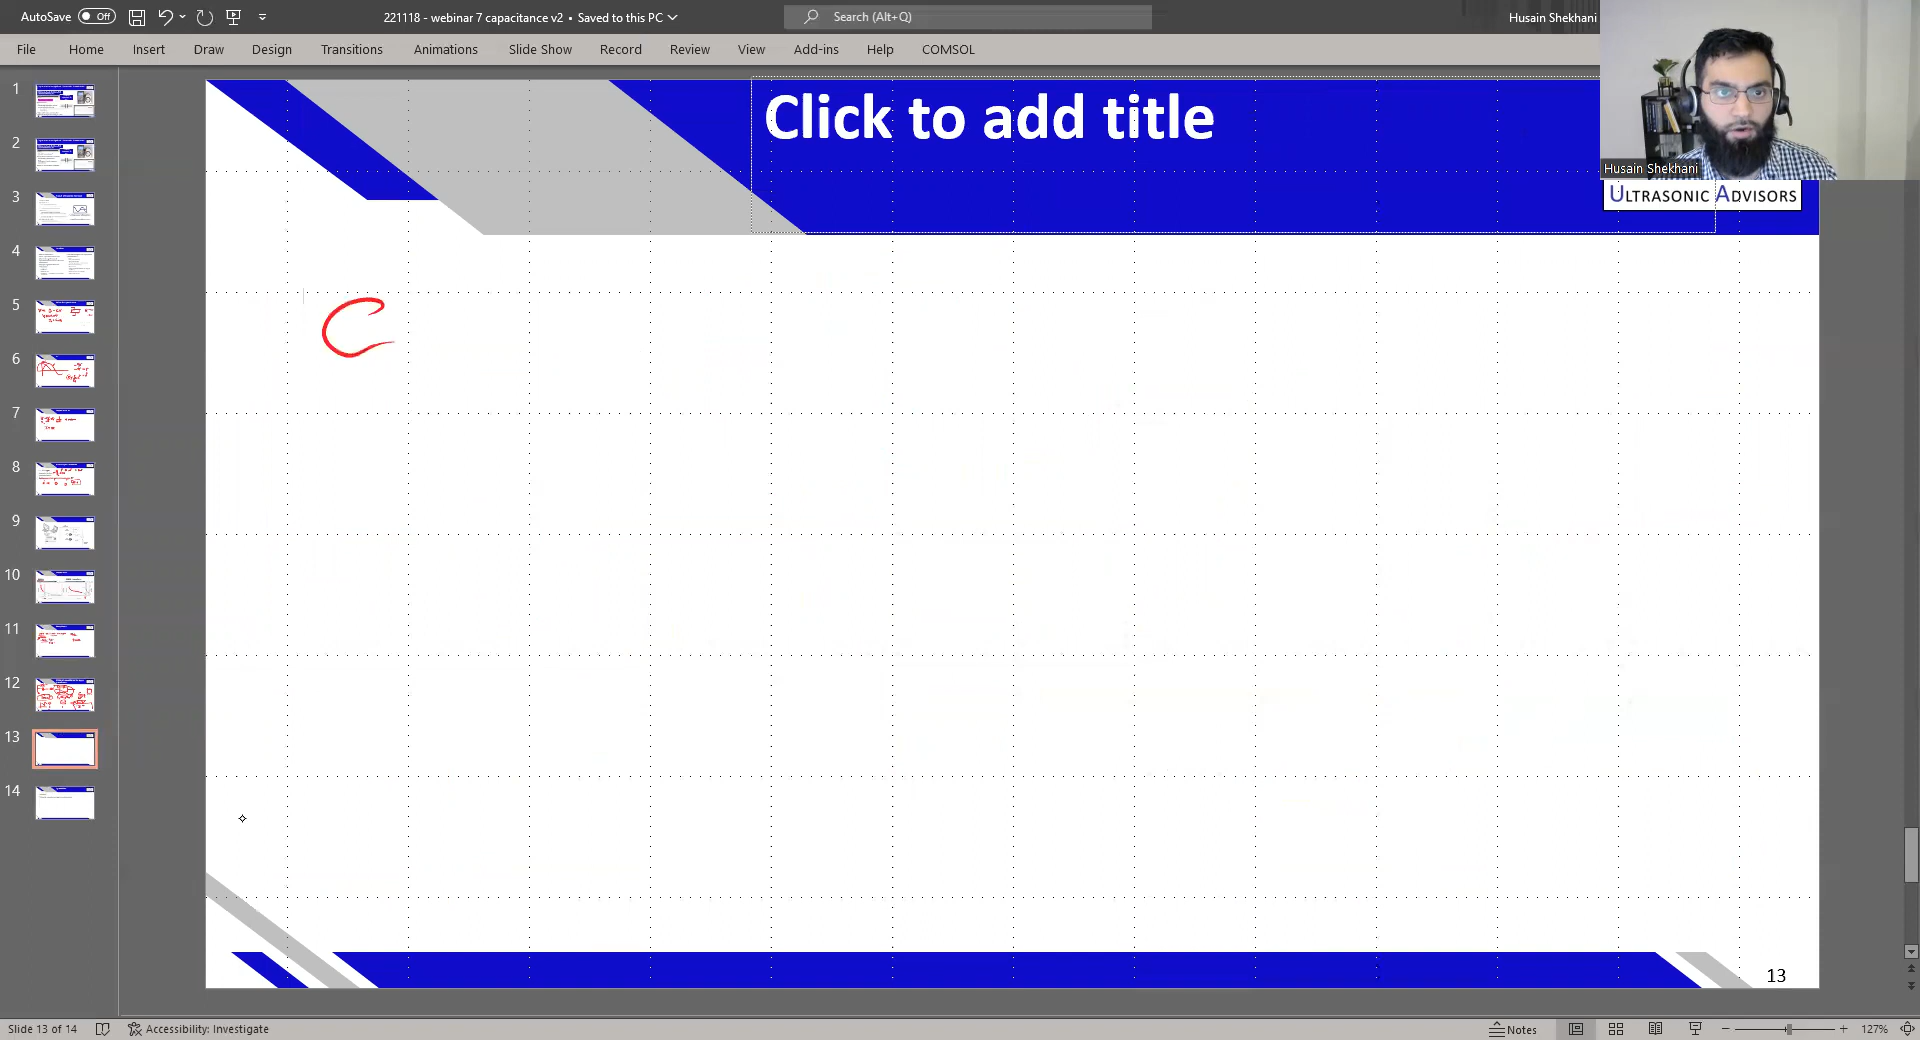 AutoSave Off 221118 - webinar 7 capacitance v2 • Saved to this PC Search (Alt+Q) Husain Shekhani
File Home Insert Draw Design Transitions Animations Slide Show Record Review View Add-ins Help COMSOL
Click to add title
Husain Shekhani
ULTRASONIC ADVISORS
C
1
2
3
4
5
6
7
8
9
10
11
12
13
14
13
Slide 13 of 14 Accessibility: Investigate Notes 127%